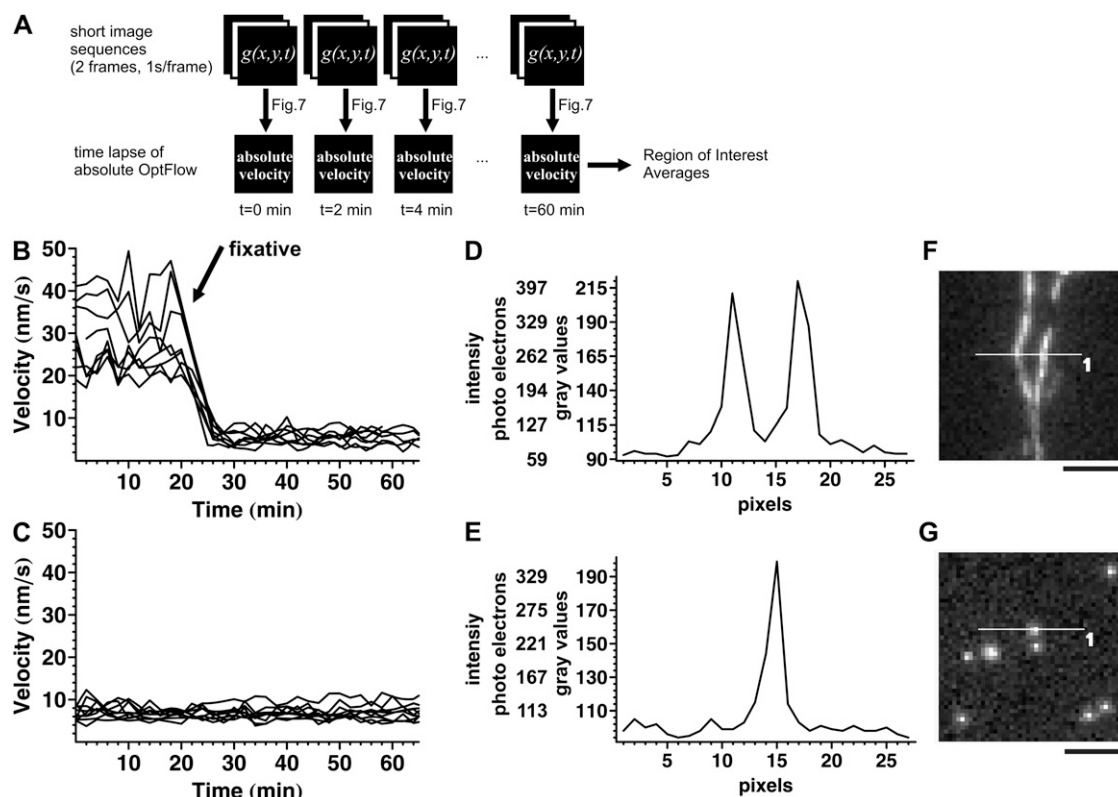 A
short image
sequences
(2 frames, 1s/frame)
g(x,y,t) g(x,y,t) g(x,y,t) ... g(x,y,t)
Fig.7 Fig.7 Fig.7 Fig.7
time lapse of
absolute OptFlow
absolute velocity absolute velocity absolute velocity ... absolute velocity
Region of Interest
Averages
t=0 min t=2 min t=4 min t=60 min
B
fixative
Velocity (nm/s)
50
40
30
20
10
10 20 30 40 50 60
Time (min)
D
intensiy
photo electrons
gray values
397 215
329 190
262 165
194 140
127 115
59 90
5 10 15 20 25
pixels
F
1
C
Velocity (nm/s)
50
40
30
20
10
10 20 30 40 50 60
Time (min)
E
intensiy
photo electrons
gray values
329 190
275 170
221 150
167 130
113 110
5 10 15 20 25
pixels
G
1